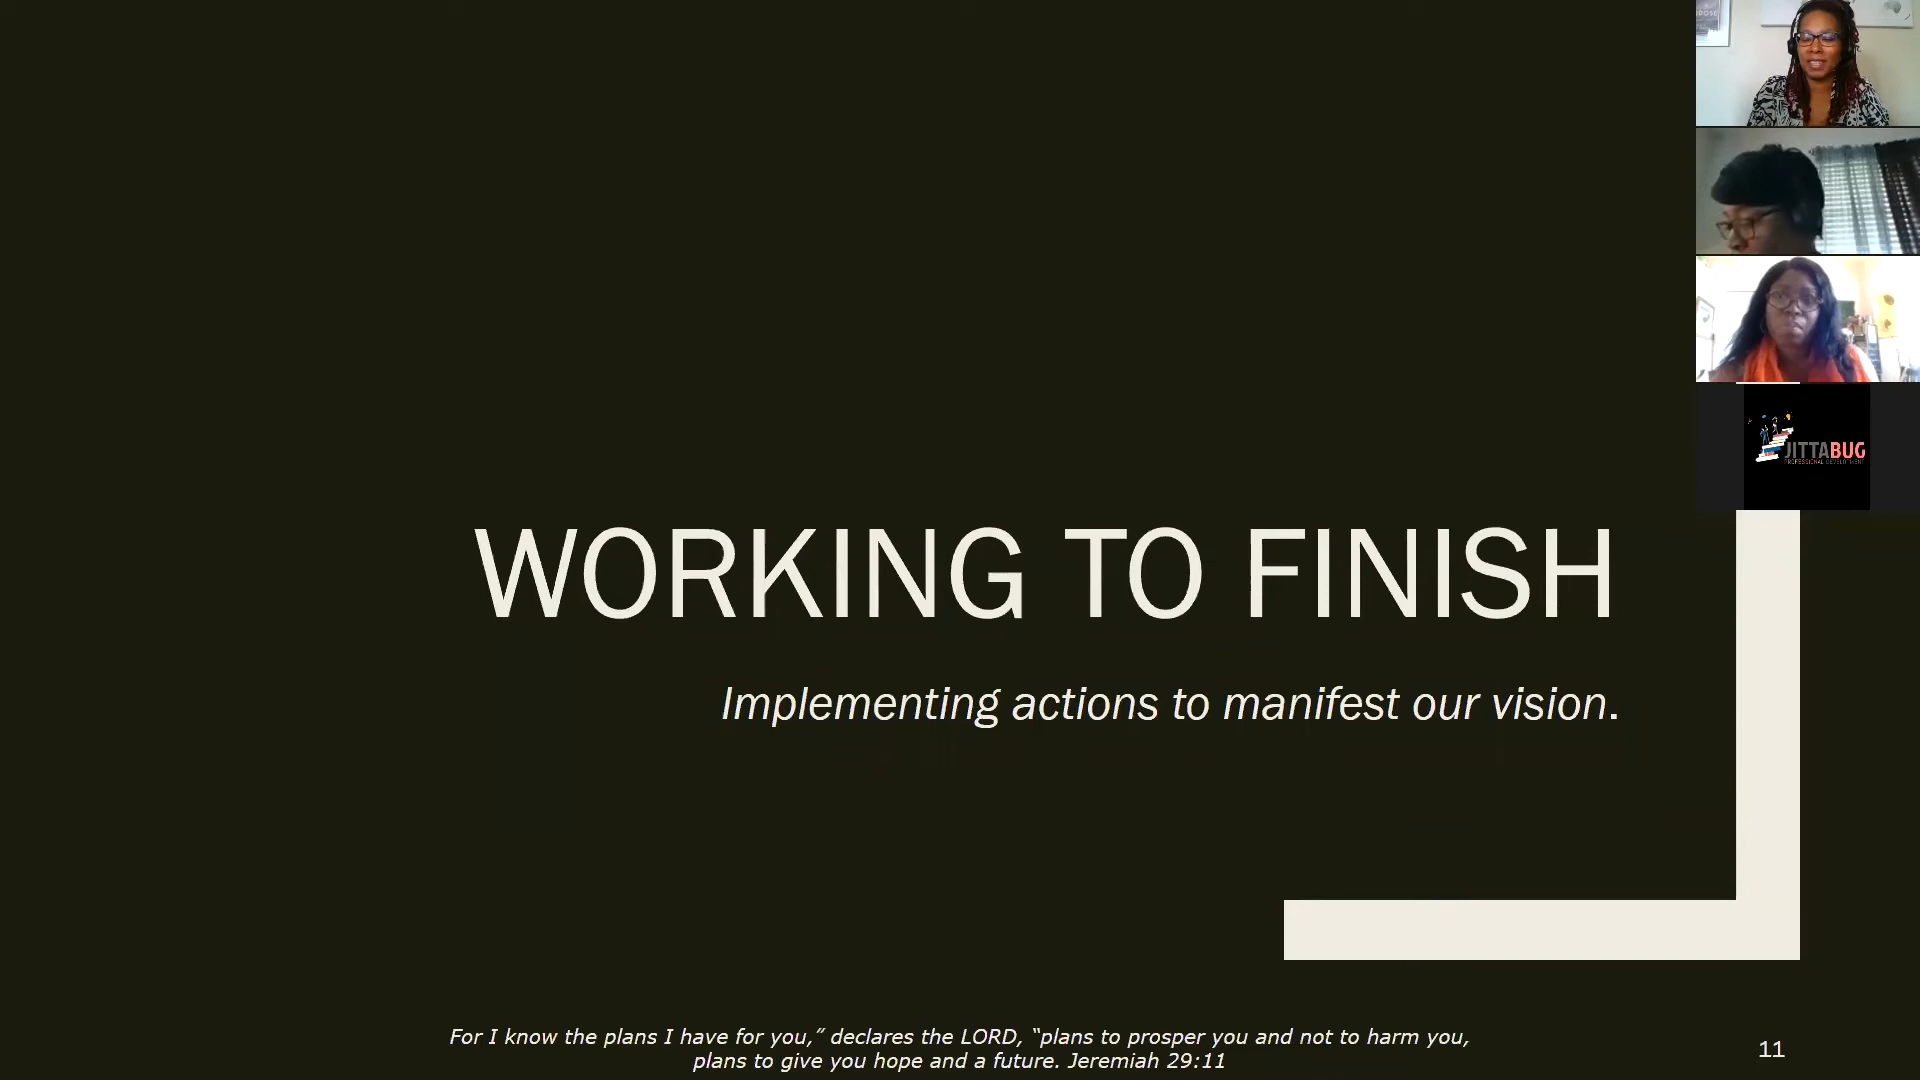 WORKING TO FINISH
Implementing actions to manifest our vision.
JITTABUG
PROFESSIONAL DEVELOPMENT
For I know the plans I have for you,” declares the LORD, “plans to prosper you and not to harm you,
plans to give you hope and a future. Jeremiah 29:11
11